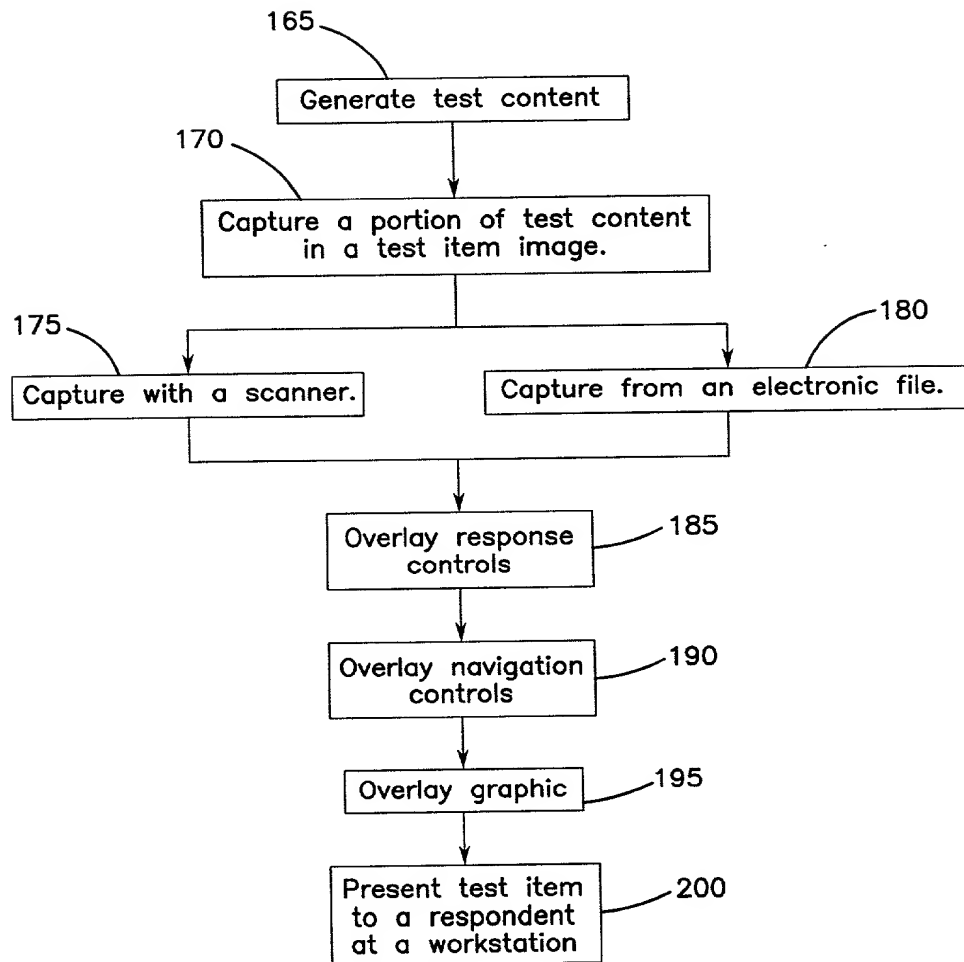 165
Generate test content
170
Capture a portion of test content
in a test item image.
175
180
Capture with a scanner.
Capture from an electronic file.
Overlay response
controls
185
Overlay navigation
controls
190
Overlay graphic
195
Present test item
to a respondent
at a workstation
200